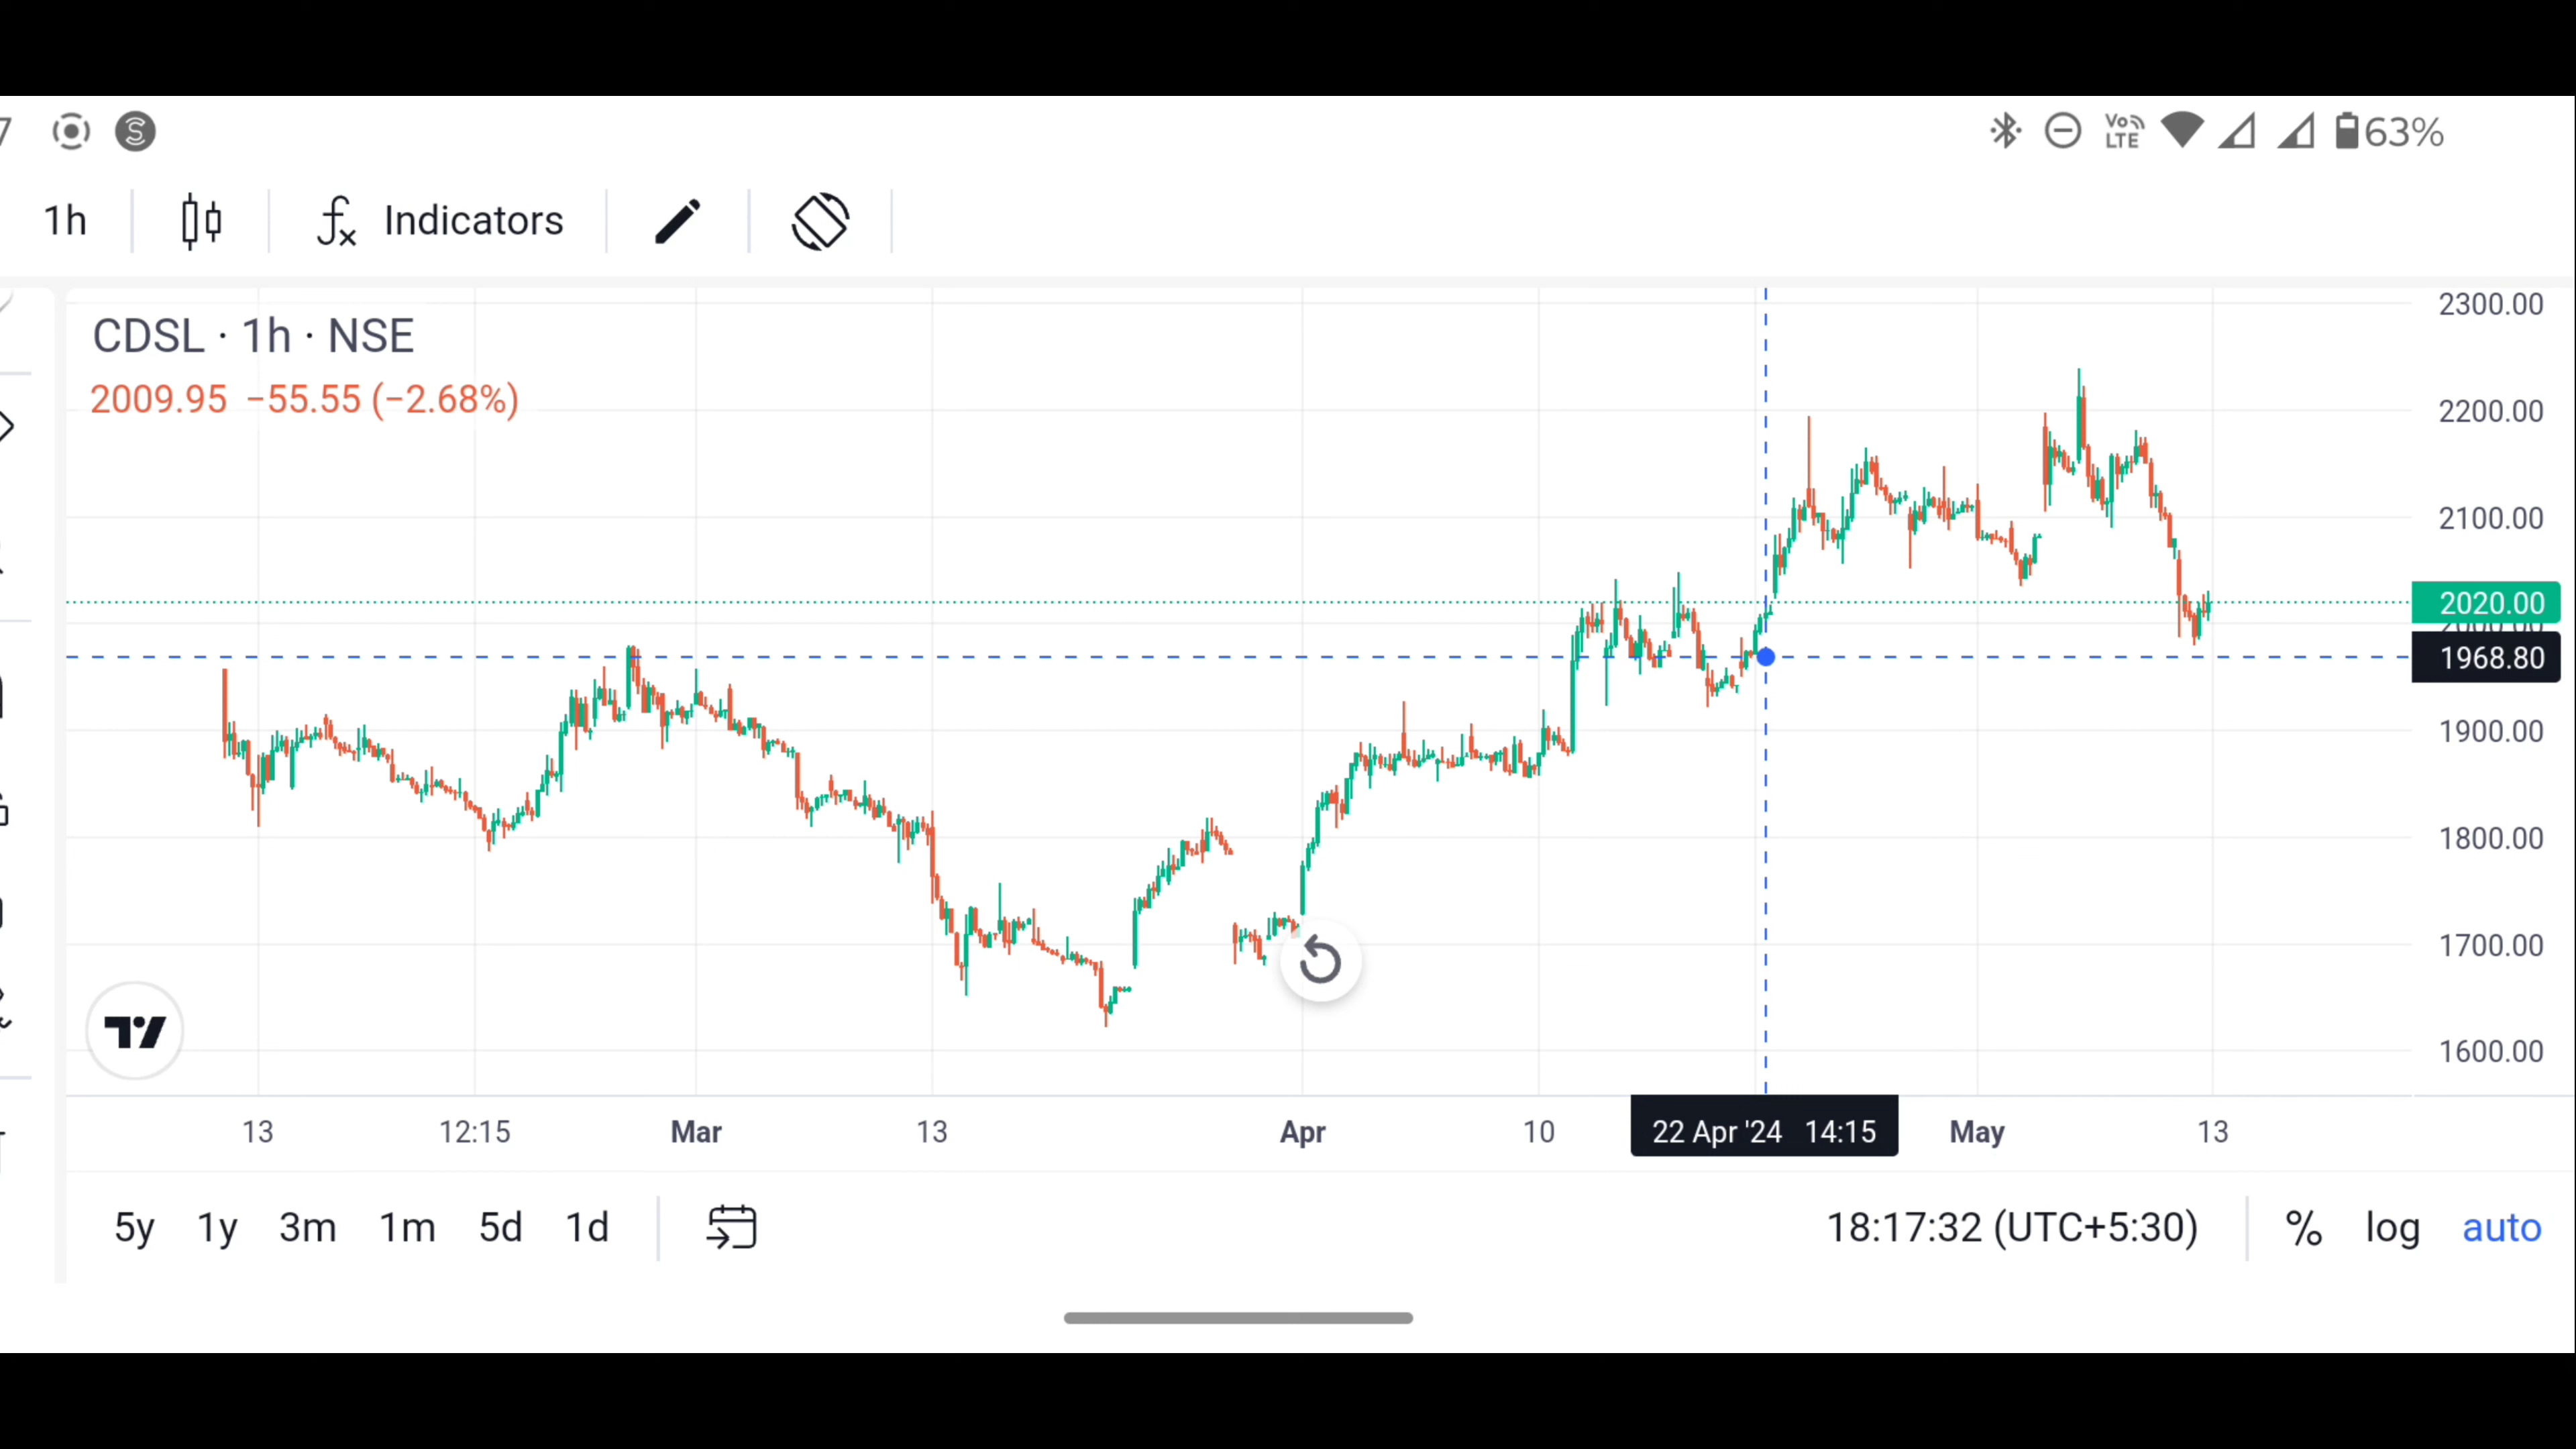 7 VoLTE 63%
1h Indicators
CDSL · 1h · NSE
2009.95 −55.55 (−2.68%)
2300.00
2200.00
2100.00
2020.00
1968.80
1900.00
1800.00
1700.00
1600.00
13 12:15 Mar 13 Apr 10 22 Apr '24 14:15 May 13
5y 1y 3m 1m 5d 1d 18:17:32 (UTC+5:30) % log auto